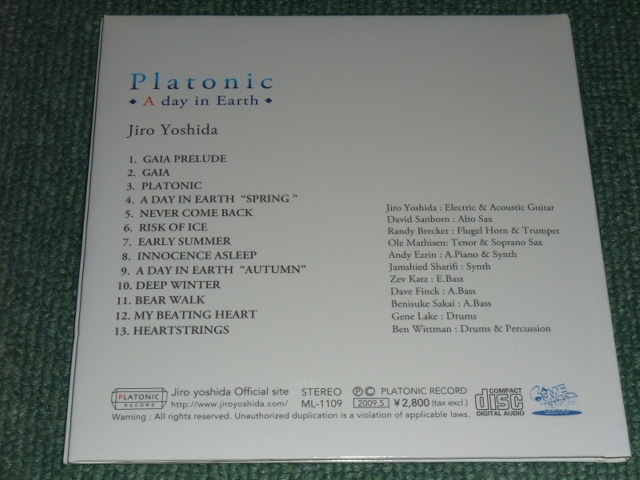 Platonic
◆ A day in Earth ◆
Jiro Yoshida
1. GAIA PRELUDE
2. GAIA
3. PLATONIC
4. A DAY IN EARTH “SPRING”
5. NEVER COME BACK
6. RISK OF ICE
7. EARLY SUMMER
8. INNOCENCE ASLEEP
9. A DAY IN EARTH “AUTUMN”
10. DEEP WINTER
11. BEAR WALK
12. MY BEATING HEART
13. HEARTSTRINGS
Jiro Yoshida : Electric & Acoustic Guitar
David Sanborn : Alto Sax
Randy Brecker : Flugel Horn & Trumpet
Ole Mathisen: Tenor & Soprano Sax
Andy Ezrin : A.Piano & Synth
Jamshied Sharifi : Synth
Zev Katz : E.Bass
Dave Finck : A.Bass
Benisuke Sakai : A.Bass
Gene Lake : Drums
Ben Wittman : Drums & Percussion
PLATONIC
RECORD
Jiro yoshida Official site
http://www.jiroyoshida.com/
STEREO
ML-1109
Ⓟ© PLATONIC RECORD
2009.5 ¥2,800 (tax excl.)
COMPACT
disc
DIGITAL AUDIO
Warning : All rights reserved. Unauthorized duplication is a violation of applicable laws.